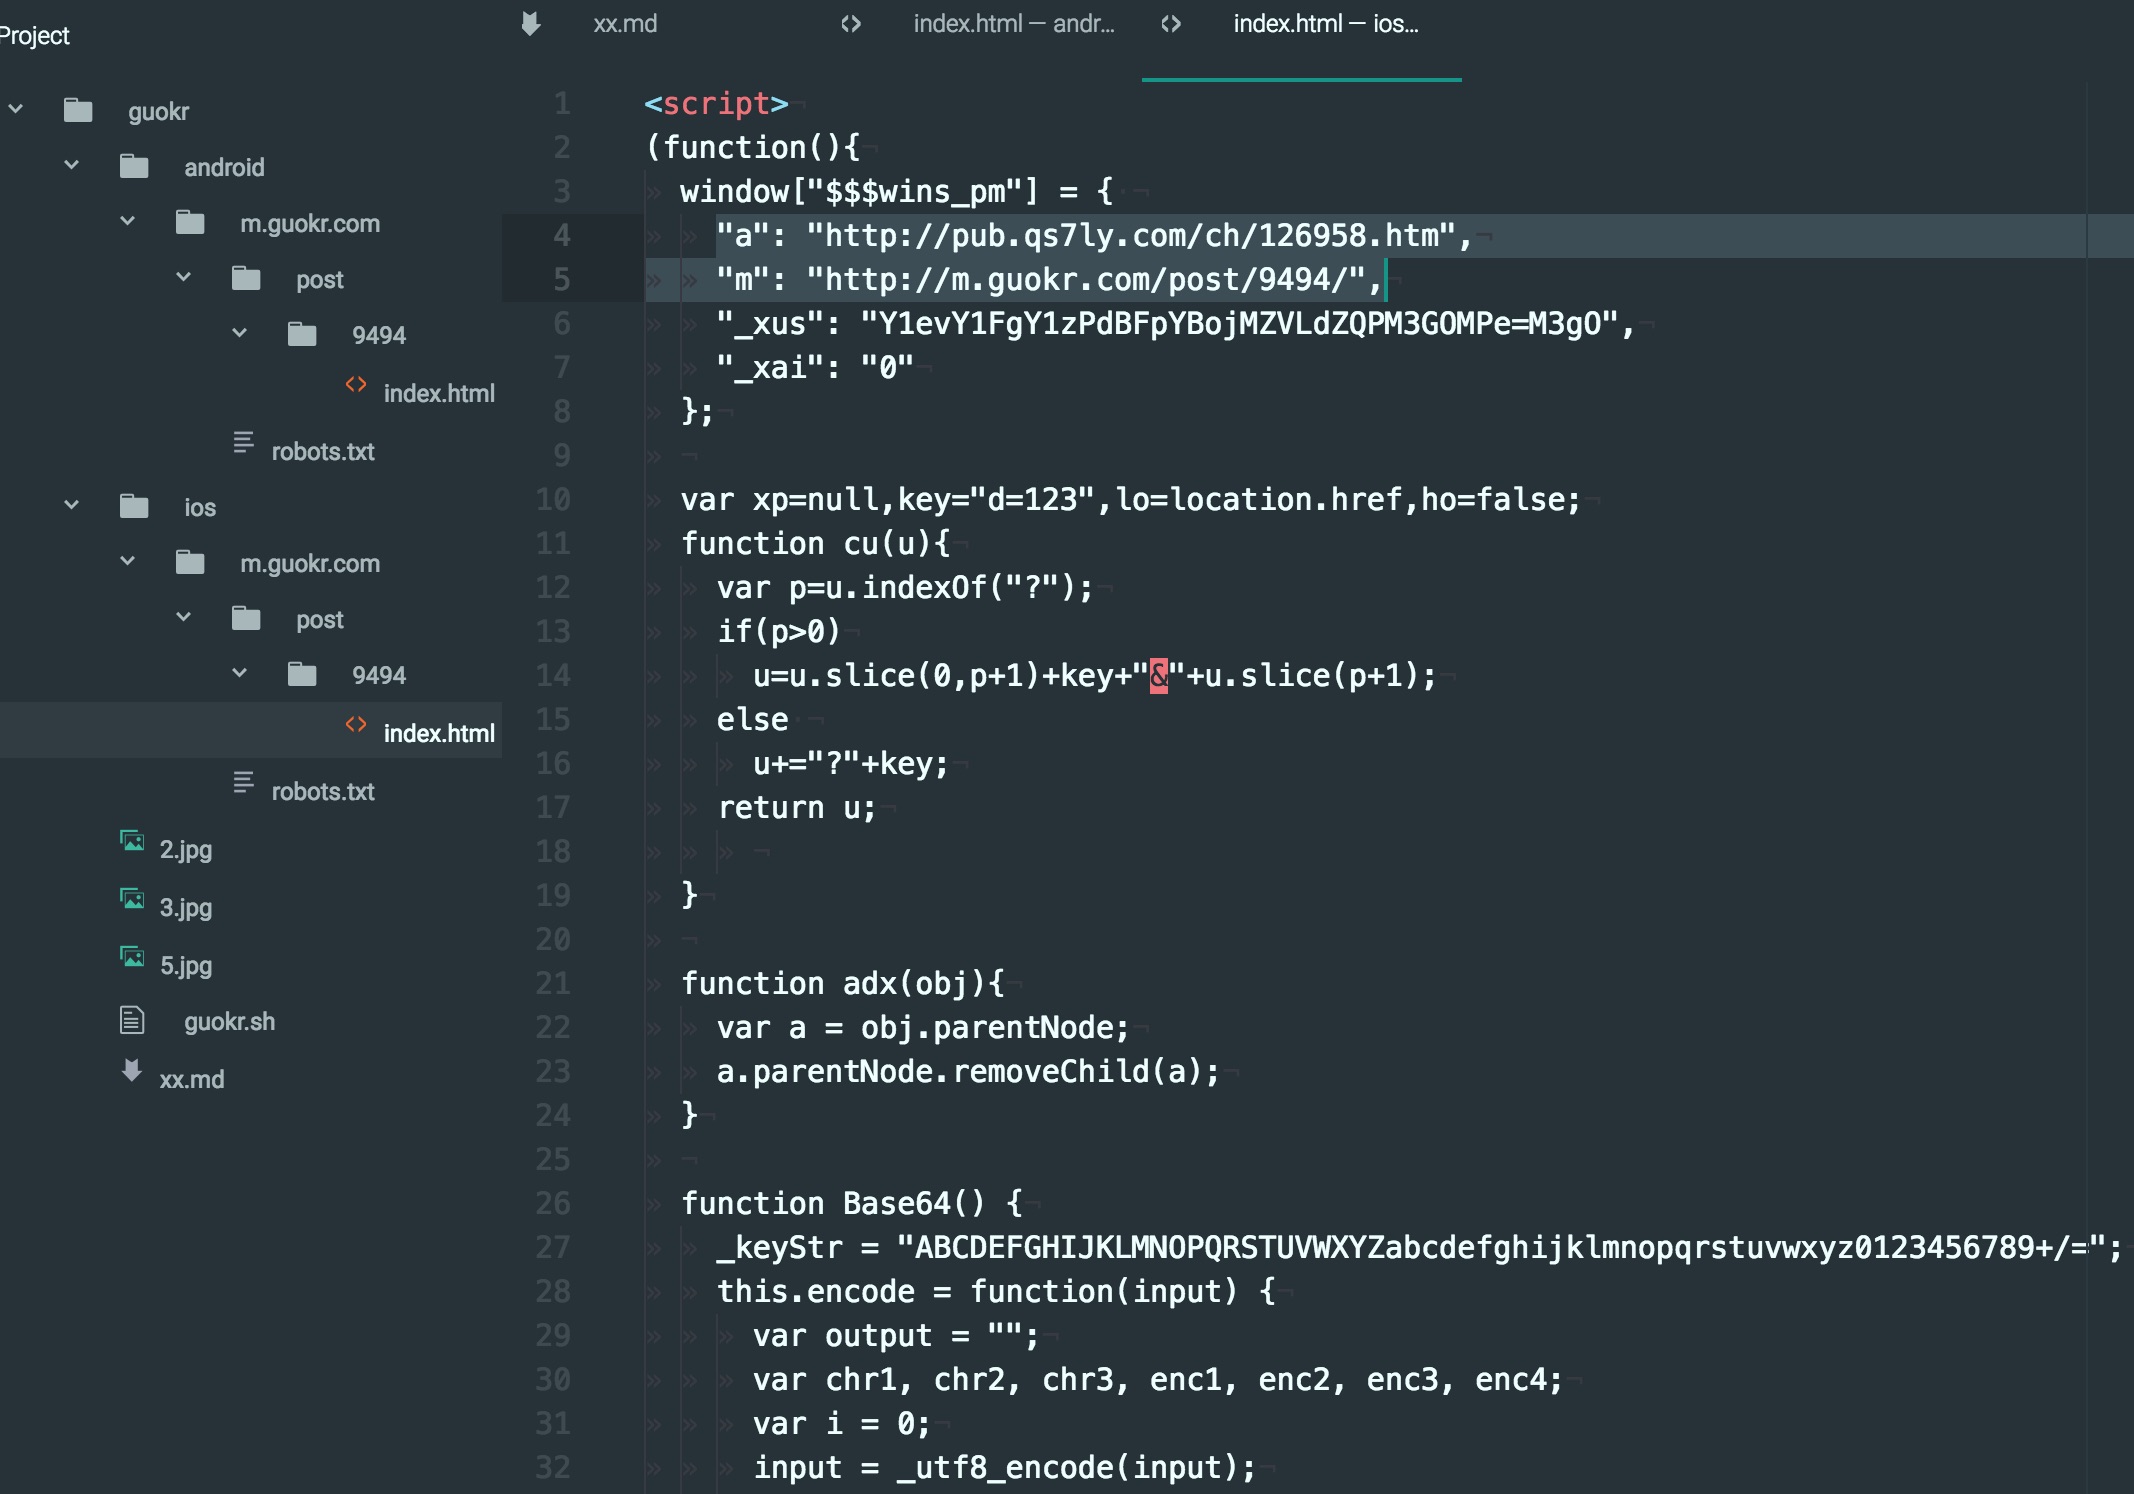 Project
guokr
android
m.guokr.com
post
9494
index.html
robots.txt
ios
m.guokr.com
post
9494
index.html
robots.txt
2.jpg
3.jpg
5.jpg
guokr.sh
xx.md
xx.md
index.html — andr...
index.html — ios...
1 <script>
2 (function(){
3 window["$$$wins_pm"] = {
4 "a": "http://pub.qs7ly.com/ch/126958.htm",
5 "m": "http://m.guokr.com/post/9494/",
6 "_xus": "Y1evY1FgY1zPdBFpYBojMZVLdZQPM3GOMPe=M3gO",
7 "_xai": "0"
8 };
9
10 var xp=null,key="d=123",lo=location.href,ho=false;
11 function cu(u){
12 var p=u.indexOf("?");
13 if(p>0)
14 u=u.slice(0,p+1)+key+"&"+u.slice(p+1);
15 else
16 u+="?"+key;
17 return u;
18
19 }
20
21 function adx(obj){
22 var a = obj.parentNode;
23 a.parentNode.removeChild(a);
24 }
25
26 function Base64() {
27 _keyStr = "ABCDEFGHIJKLMNOPQRSTUVWXYZabcdefghijklmnopqrstuvwxyz0123456789+/=";
28 this.encode = function(input) {
29 var output = "";
30 var chr1, chr2, chr3, enc1, enc2, enc3, enc4;
31 var i = 0;
32 input = _utf8_encode(input);